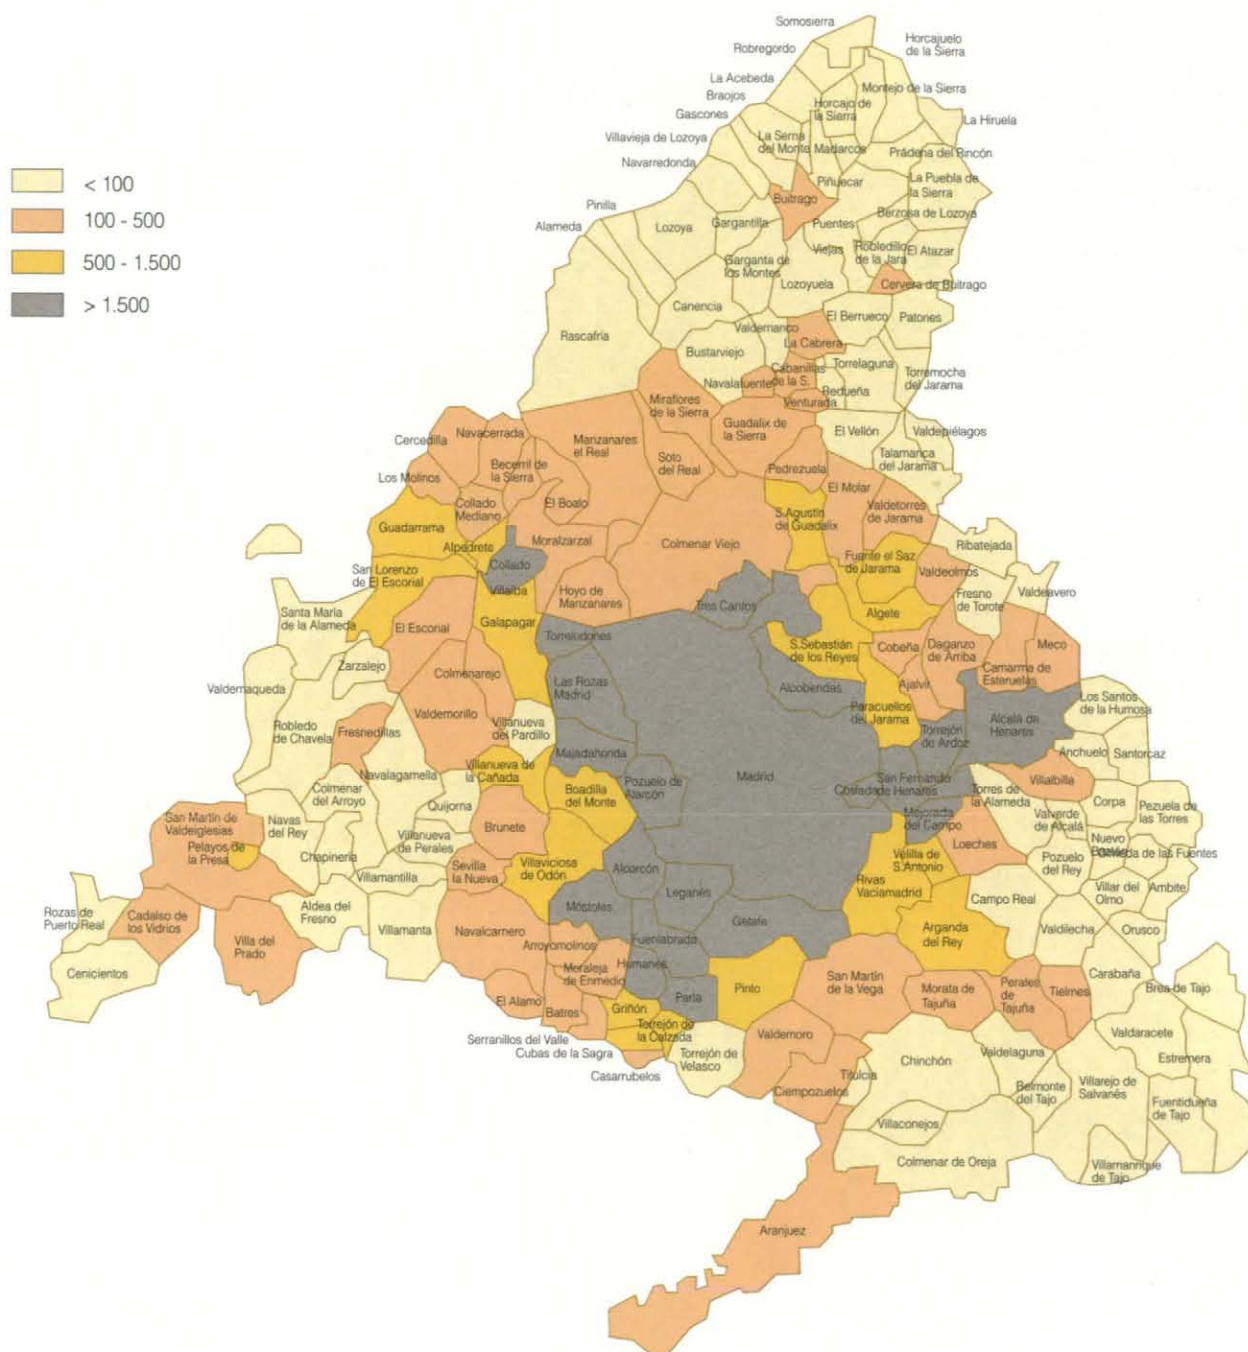 < 100
100 - 500
500 - 1.500
> 1.500
Somosierra
Robregordo
Horcajuelo
de la Sierra
La Acebeda
Braojos
Montejo de la Sierra
Horcajo de
la Sierra
Gascones
La Hiruela
Villavieja de Lozoya
La Serna
del Monte
Madarcos
Prádena del Rincón
Navarredonda
Piñuecar
La Puebla de
la Sierra
Buitrago
Pinilla
Alameda
Lozoya
Gargantilla
Puentes
Viejas
Berzosa de Lozoya
Robledillo
de la Jara
El Atazar
Garganta de
los Montes
Lozoyuela
Cervera de Buitrago
Canencia
El Berrueco
Patones
Rascafría
Valdemanco
La Cabrera
Bustarviejo
Torrelaguna
Torremocha
del Jarama
Cabanillas
de la S.
Navalafuente
Redueña
Venturada
Miraflores
de la Sierra
Guadalix de
la Sierra
El Vellón
Valdepiélagos
Talamanca
del Jarama
Cercedilla
Navacerrada
Manzanares
el Real
Soto
del Real
Becerril de
la Sierra
Pedrezuela
Los Molinos
El Molar
Collado
Mediano
El Boalo
Valdetorres
de Jarama
Guadarrama
S.Agustín
de Guadalix
Moralzarzal
Colmenar Viejo
Alpedrete
Ribatejada
Collado
Villalba
Fuente el Saz
de Jarama
Valdeolmos
San Lorenzo
de El Escorial
Hoyo de
Manzanares
Fresno
de Torote
Valdeavero
Tres Cantos
Santa María
de la Alameda
El Escorial
Galapagar
Algete
Torrelodones
S.Sebastián
de los Reyes
Cobeña
Daganzo
de Arriba
Meco
Zarzalejo
Colmenarejo
Camarma de
Esteruelas
Valdemaqueda
Las Rozas
Madrid
Alcobendas
Ajalvir
Los Santos
de la Humosa
Valdemorillo
Villanueva
del Pardillo
Paracuellos
del Jarama
Alcalá de
Henares
Robledo
de Chavela
Fresnedillas
Torrejón
de Ardoz
Majadahonda
Anchuelo
Santorcaz
Navalagamella
Villanueva de
la Cañada
Madrid
San Fernando
de Henares
Coslada
Villalbilla
Colmenar
del Arroyo
Boadilla
del Monte
Pozuelo de
Alarcón
Torres de
la Alameda
Corpa
Pezuela de
las Torres
Quijorna
San Martín de
Valdeiglesias
Navas
del Rey
Brunete
Mejorada
del Campo
Valverde
de Alcalá
Nuevo
Villanueva
de Perales
Loeches
Pelayos de
la Presa
Chapinería
Velilla de
S.Antonio
Pozuelo
del Rey
Sevilla
la Nueva
Villaviciosa
de Odón
Alcorcón
Villamantilla
Leganés
Rivas
Vaciamadrid
Villar del
Olmo
Ambite
Campo Real
Rozas de
Puerto Real
Cadalso de
los Vidrios
Aldea del
Fresno
Móstoles
Getafe
Arganda
del Rey
Valdilecha
Orusco
Villa del
Prado
Villamanta
Navalcarnero
Fuenlabrada
Arroyomolinos
Cenicientos
Moraleja
de Enmedio
Humanés
Carabaña
San Martín
de la Vega
Morata de
Tajuña
Perales
de
Tajuña
Tielmes
Brea de Tajo
Pinto
Parla
El Alamo
Batres
Griñón
Valdaracete
Serranillos del Valle
Torrejón de
la Calzada
Valdemoro
Cubas de la Sagra
Torrejón de
Velasco
Chinchón
Valdelaguna
Estremera
Casarrubelos
Titulcia
Ciempozuelos
Belmonte
del Tajo
Villarejo de
Salvanés
Fuentidueña
de Tajo
Villaconejos
Colmenar de Oreja
Villamanrique
de Tajo
Aranjuez